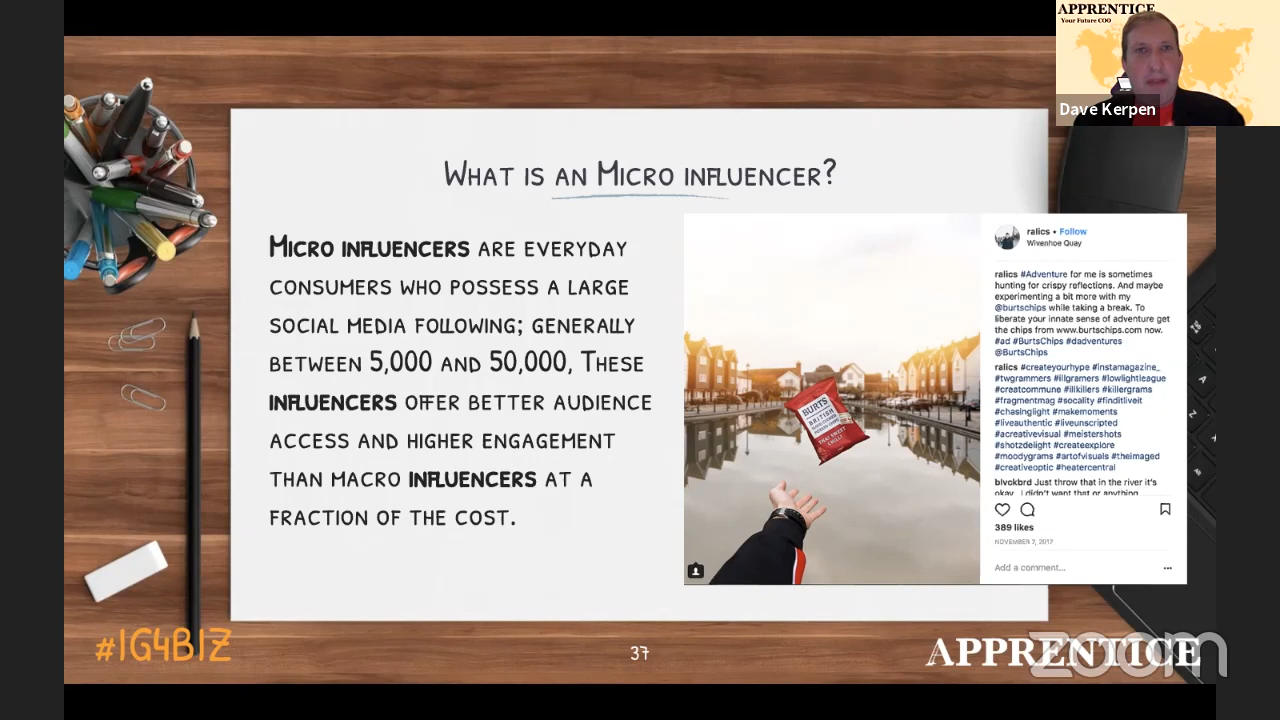 APPRENTICE
Your Future COO
Dave Kerpen
What is an Micro influencer?
Micro influencers are everyday
consumers who possess a large
social media following; generally
between 5,000 and 50,000, These
influencers offer better audience
access and higher engagement
than macro influencers at a
fraction of the cost.
BURTS
BRITISH
THAI SWEET
CHILLI
ralics • Follow
Wivenhoe Quay
ralics #Adventure for me is sometimes
hunting for crispy reflections. And maybe
experimenting a bit more with my
@burtschips while taking a break. To
liberate your innate sense of adventure get
the chips from www.burtschips.com now.
#ad #BurtsChips #dadventures
@BurtsChips
ralics #createyourhype #instamagazine_
#twgrammers #illgramers #lowlightleague
#creatcommune #illkillers #killergrams
#fragmentmag #socality #finditliveit
#chasinglight #makemoments
#liveauthentic #liveunscripted
#acreativevisual #meistershots
#shotzdelight #createexplore
#moodygrams #artofvisuals #theimaged
#creativeoptic #heatercentral
blvckbrd Just throw that in the river it's
okay.. I didn't want that or anything
389 likes
NOVEMBER 7, 2017
Add a comment...
#IG4BIZ
37
APPRENTICE
zoom